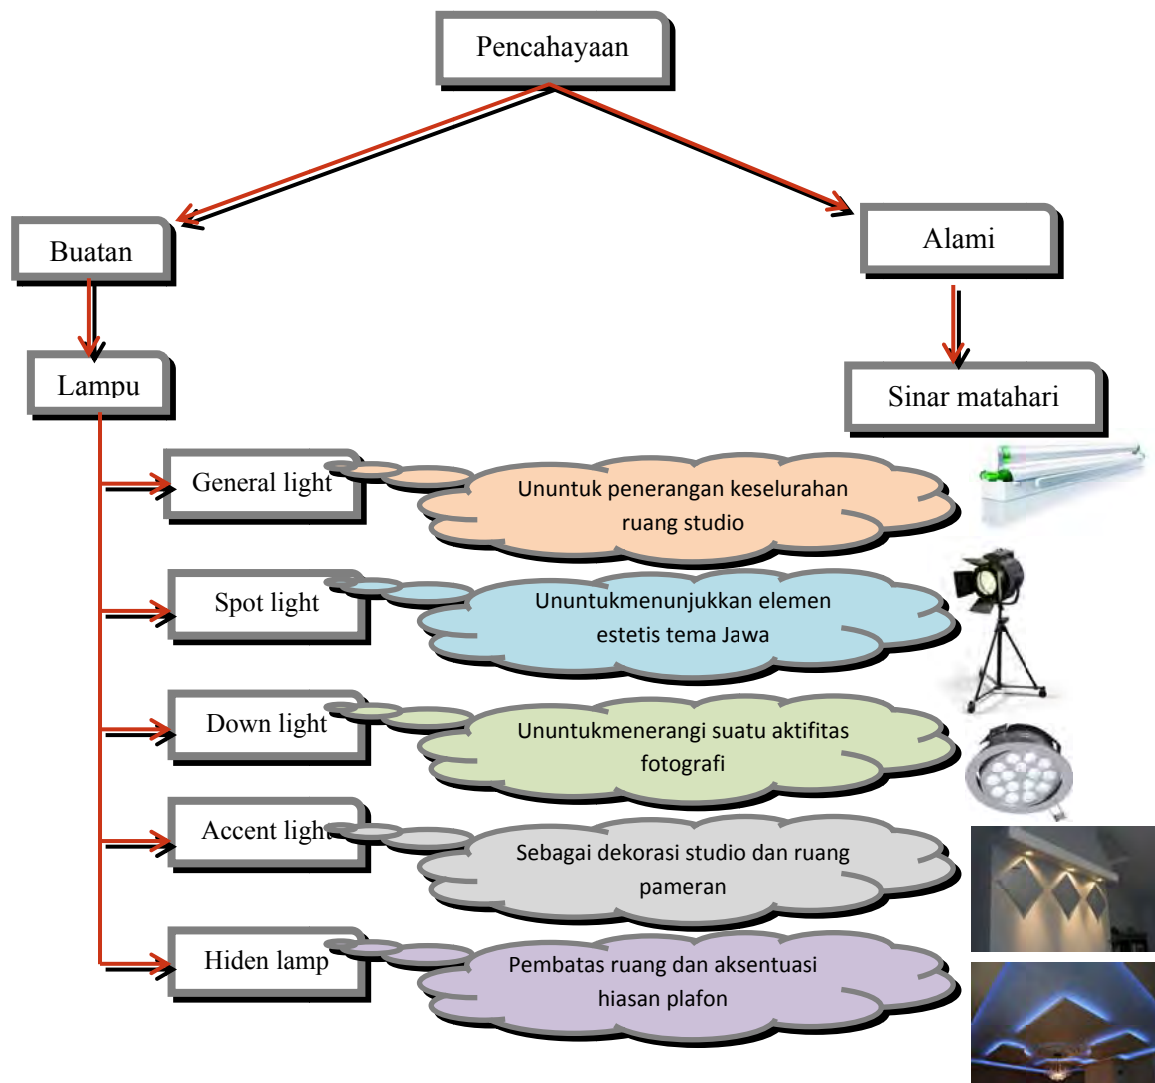 Pencahayaan
Buatan
Alami
Lampu
Sinar matahari
General light
Ununtuk penerangan keselurahan
ruang studio
Spot light
Ununtukmenunjukkan elemen
estetis tema Jawa
Down light
Ununtukmenerangi suatu aktifitas
fotografi
Accent light
Sebagai dekorasi studio dan ruang
pameran
Hiden lamp
Pembatas ruang dan aksentuasi
hiasan plafon